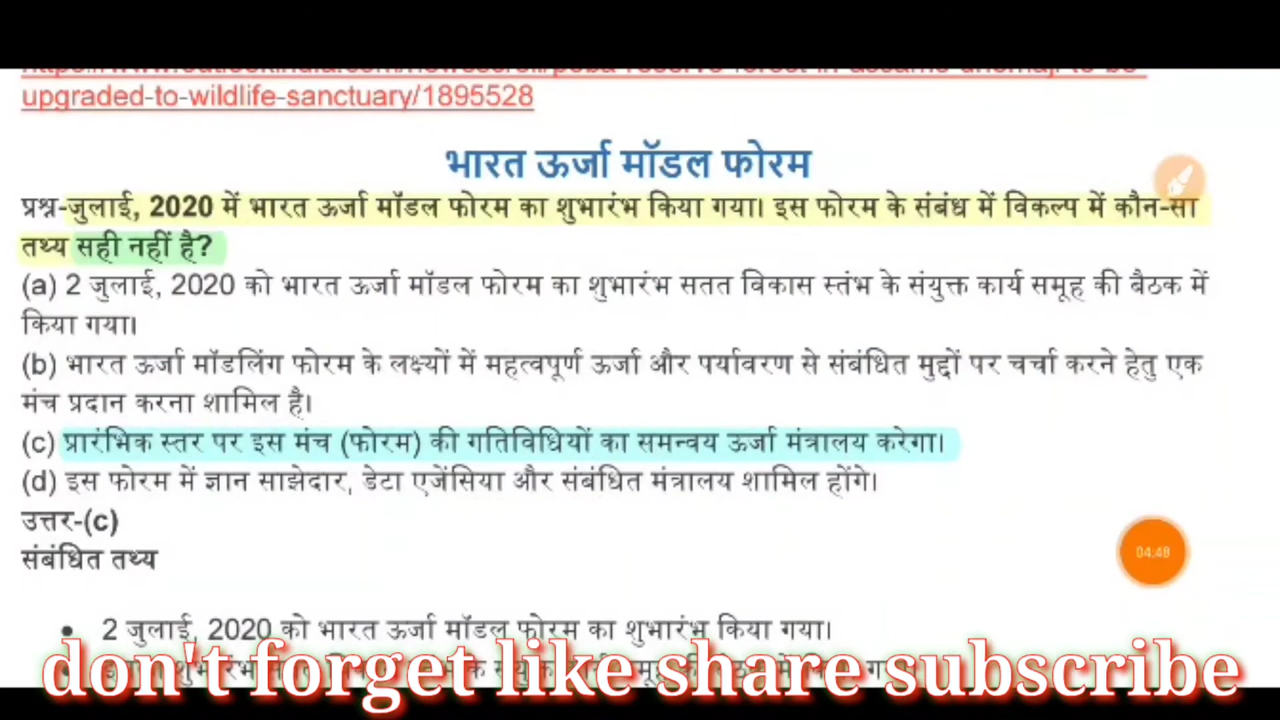 upgraded-to-wildlife-sanctuary/1895528
भारत ऊर्जा मॉडल फोरम
प्रश्न-जुलाई, 2020 में भारत ऊर्जा मॉडल फोरम का शुभारंभ किया गया। इस फोरम के संबंध में विकल्प में कौन-सा
तथ्य सही नहीं है?
(a) 2 जुलाई, 2020 को भारत ऊर्जा मॉडल फोरम का शुभारंभ सतत विकास स्तंभ के संयुक्त कार्य समूह की बैठक में
किया गया।
(b) भारत ऊर्जा मॉडलिंग फोरम के लक्ष्यों में महत्वपूर्ण ऊर्जा और पर्यावरण से संबंधित मुद्दों पर चर्चा करने हेतु एक
मंच प्रदान करना शामिल है।
(c) प्रारंभिक स्तर पर इस मंच (फोरम) की गतिविधियों का समन्वय ऊर्जा मंत्रालय करेगा।
(d) इस फोरम में ज्ञान साझेदार, डेटा एजेंसिया और संबंधित मंत्रालय शामिल होंगे।
उत्तर-(c)
संबंधित तथ्य
04:48
• 2 जुलाई, 2020 को भारत ऊर्जा मॉडल फोरम का शुभारंभ किया गया।
don't forget like share subscribe